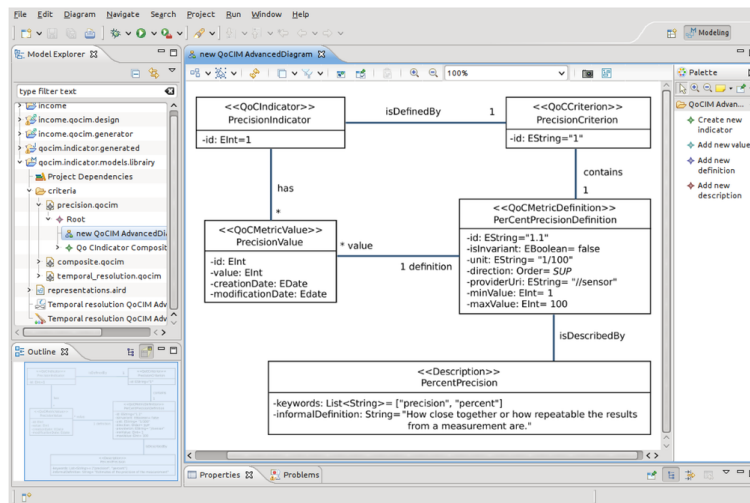 File Edit Diagram Navigate Search Project Run Window Help
Modeling
Model Explorer
type filter text
income
income.qocim.design
income.qocim.generator
qocim.indicator.generated
qocim.indicator.models.library
Project Dependencies
criteria
precision.qocim
Root
new QoCIM AdvancedDi
Qo CIndicator Composit
composite.qocim
temporal_resolution.qocim
representations.aird
Temporal resolution QoCIM Adv
Temporal resolution QoCIM Adv
Outline
new QoCIM AdvancedDiagram
100%
<<QoCIndicator>>
PrecisionIndicator
-id: EInt=1
isDefinedBy 1
<<QoCCriterion>>
PrecisionCriterion
-id: EString="1"
has
*
contains
1
<<QoCMetricValue>>
PrecisionValue
-id: EInt
-value: EInt
-creationDate: EDate
-modificationDate: Edate
* value
1 definition
<<QoCMetricDefinition>>
PerCentPrecisionDefinition
-id: EString="1.1"
-isInvariant: EBoolean= false
-unit: EString= "1/100"
-direction: Order= SUP
-providerUri: EString= "//sensor"
-minValue: EInt= 1
-maxValue: EInt= 100
isDescribedBy
<<Description>>
PercentPrecision
-keywords: List<String>= ["precision", "percent"]
-informalDefinition: String="How close together or how repeatable the results
from a measurement are."
Palette
QoCIM Advan...
Create new
indicator
Add new value
Add new
definition
Add new
description
Properties
Problems